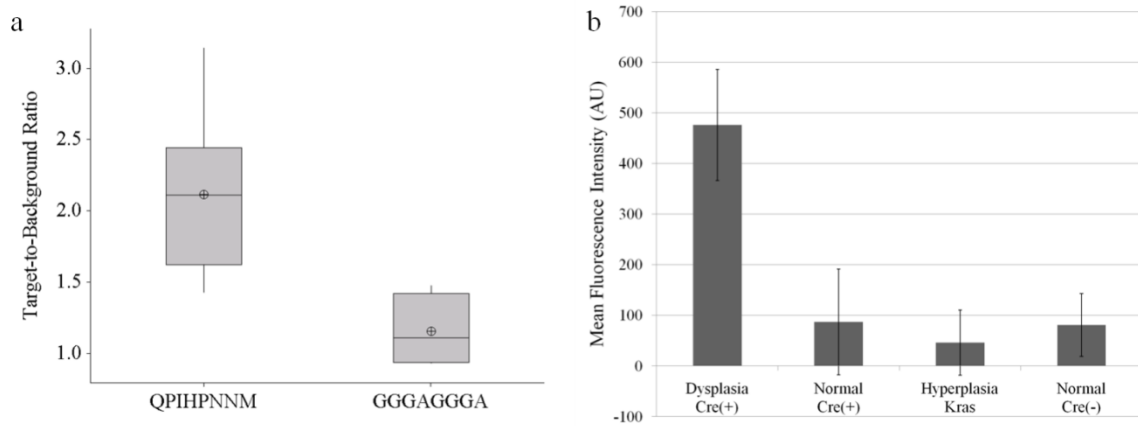 a
Target-to-Background Ratio
3.0
2.5
2.0
1.5
1.0
QPIHPNNM
GGGAGGGA
b
Mean Fluorescence Intensity (AU)
700
600
500
400
300
200
100
0
-100
Dysplasia
Cre(+)
Normal
Cre(+)
Hyperplasia
Kras
Normal
Cre(-)